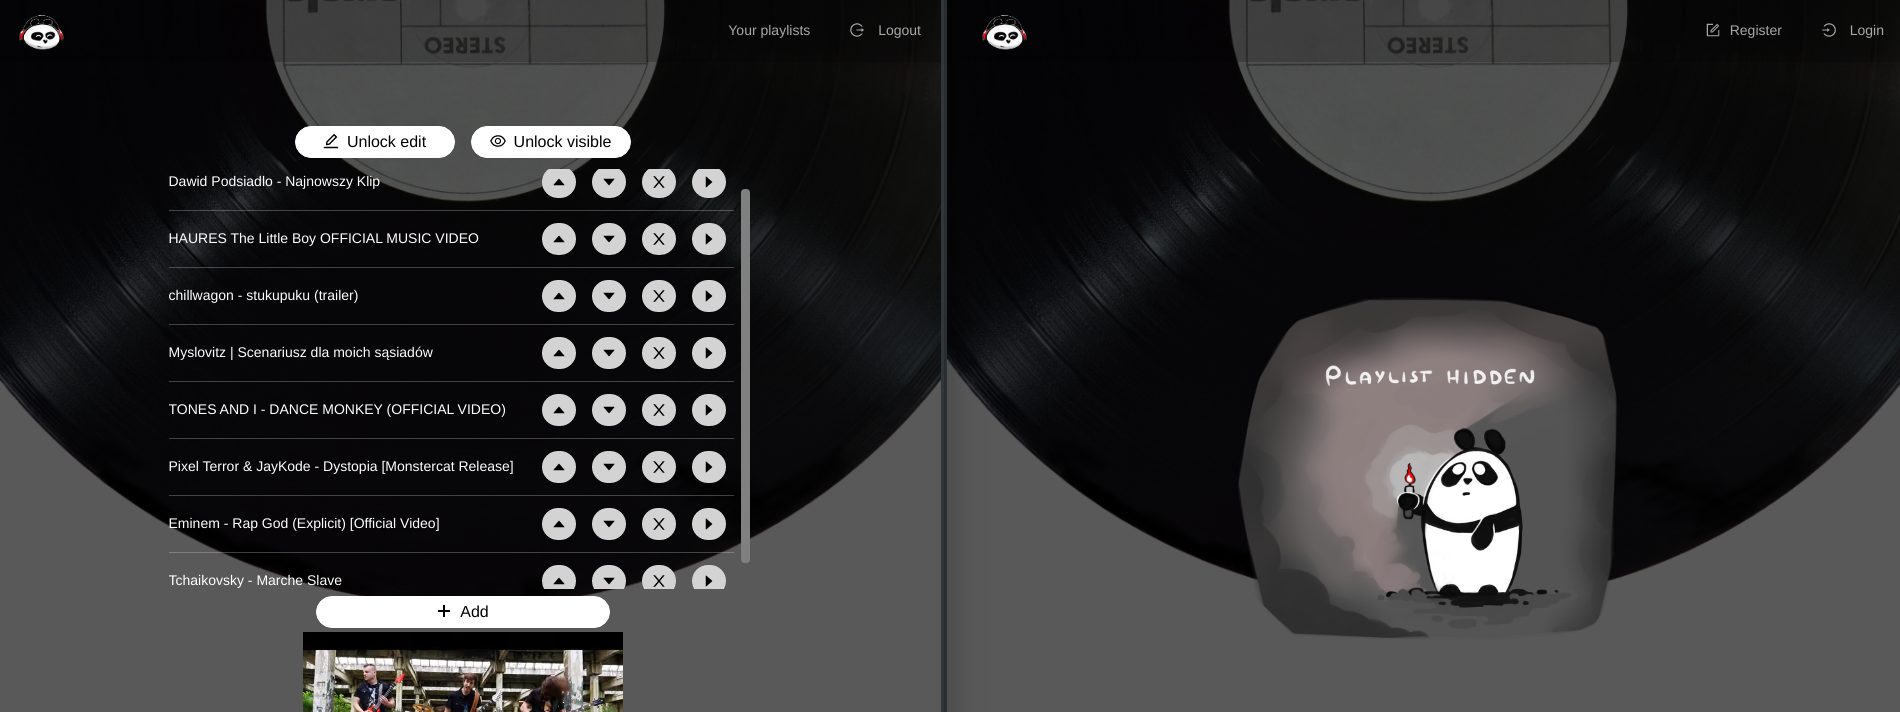 Your playlists
Logout
STEREO
Unlock edit
Unlock visible
Dawid Podsiadlo - Najnowszy Klip
X
HAURES The Little Boy OFFICIAL MUSIC VIDEO
X
chillwagon - stukupuku (trailer)
X
Myslovitz | Scenariusz dla moich sąsiadów
X
TONES AND I - DANCE MONKEY (OFFICIAL VIDEO)
X
Pixel Terror & JayKode - Dystopia [Monstercat Release]
X
Eminem - Rap God (Explicit) [Official Video]
X
Tchaikovsky - Marche Slave
X
+ Add
Register
Login
STEREO
PLAYLIST HIDDEN